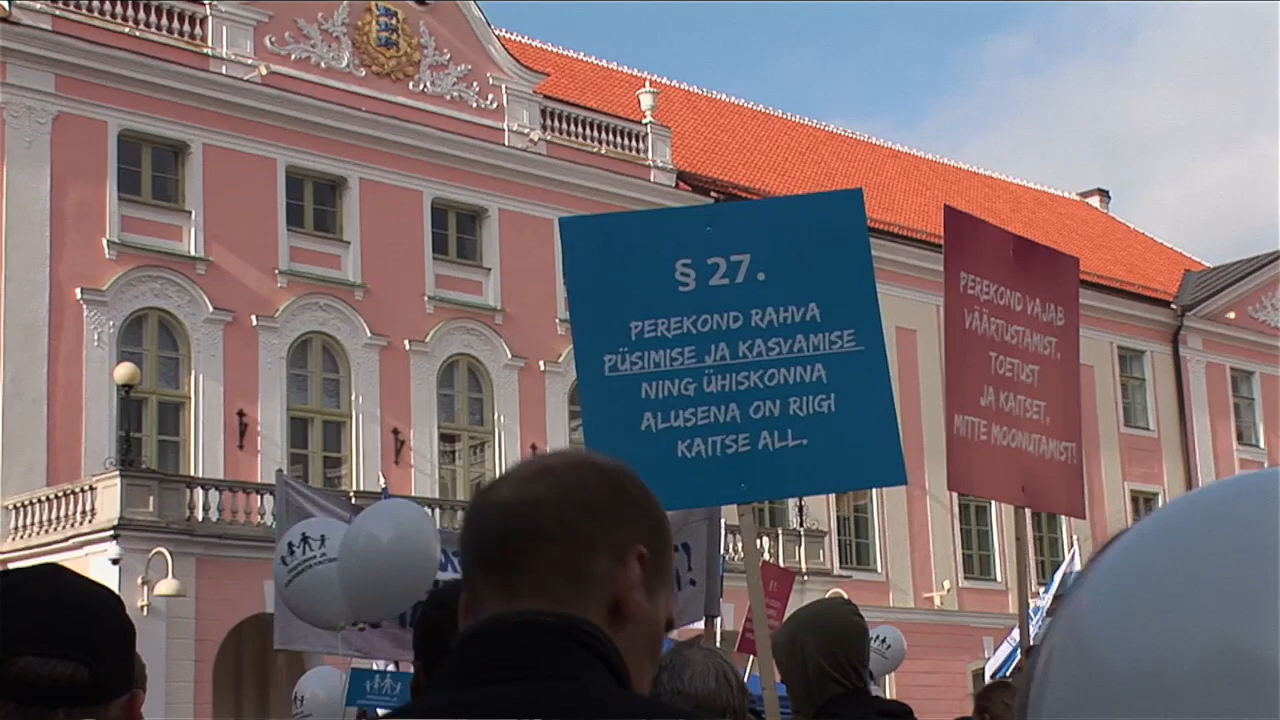 § 27.
PEREKOND RAHVA
PÜSIMISE JA KASVAMISE
NING ÜHISKONNA
ALUSENA ON RIIGI
KAITSE ALL.
PEREKOND VAJAB
VÄÄRTUSTAMIST,
TOETUST
JA KAITSET,
MITTE MOONUTAMIST!